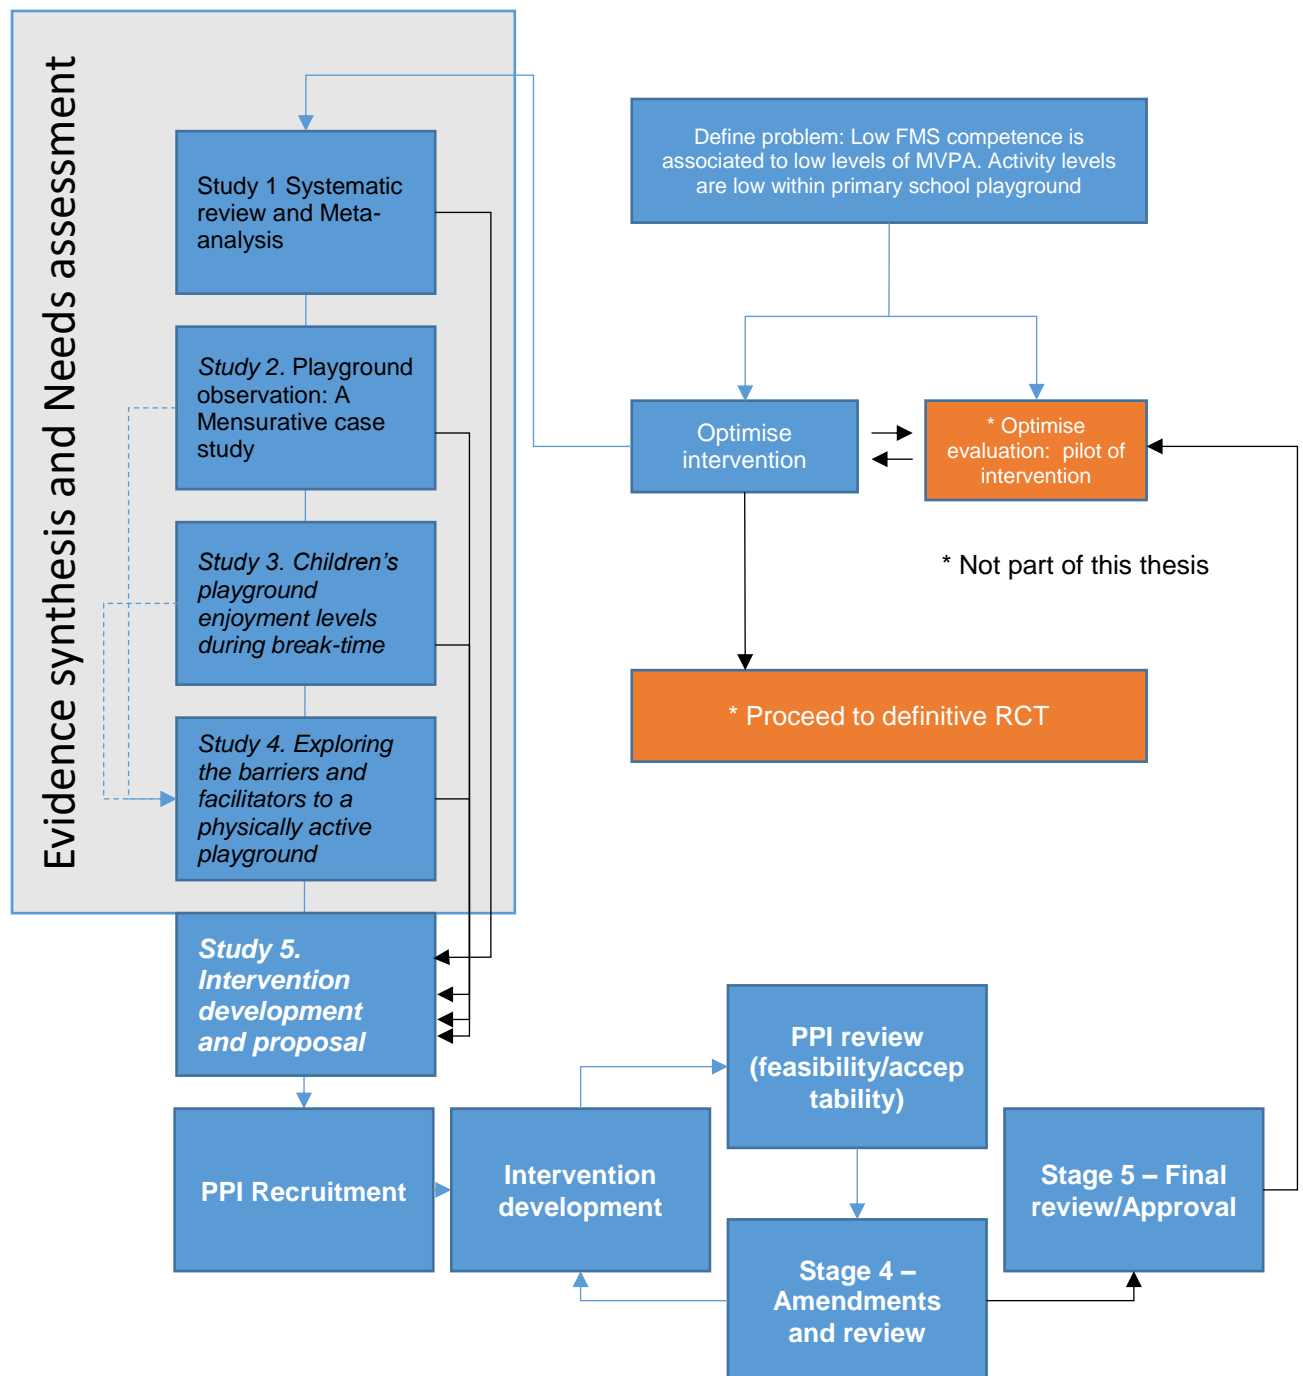 Evidence synthesis and Needs assessment
Study 1 Systematic
review and Meta-
analysis
Study 2. Playground
observation: A
Mensurative case
study
Study 3. Children’s
playground
enjoyment levels
during break-time
Study 4. Exploring
the barriers and
facilitators to a
physically active
playground
Study 5.
Intervention
development
and proposal
Define problem: Low FMS competence is
associated to low levels of MVPA. Activity levels
are low within primary school playground
Optimise
intervention
* Optimise
evaluation: pilot of
intervention
* Not part of this thesis
* Proceed to definitive RCT
PPI Recruitment
Intervention
development
PPI review
(feasibility/accep
tability)
Stage 4 –
Amendments
and review
Stage 5 – Final
review/Approval